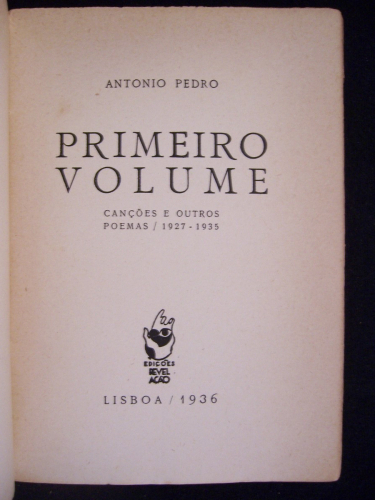 ANTONIO PEDRO
PRIMEIRO
VOLUME
CANÇÕES E OUTROS
POEMAS / 1927 - 1935
EDIÇÕES
REVEL
AÇÃO
LISBOA / 1936